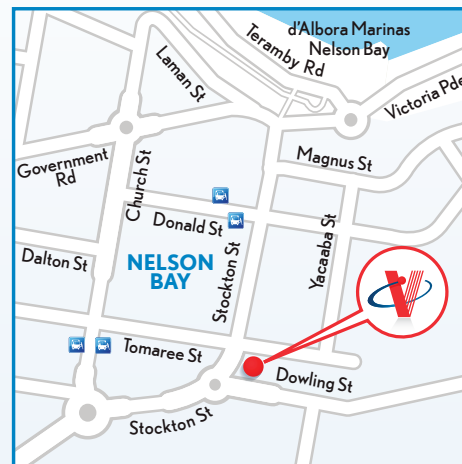 d'Albora Marinas
Nelson Bay
Teramby Rd
Victoria Pde
Laman St
Magnus St
Government
Rd
Church St
Donald St
Stockton St
Yacaaba St
Dalton St
NELSON
BAY
Tomaree St
Dowling St
Stockton St